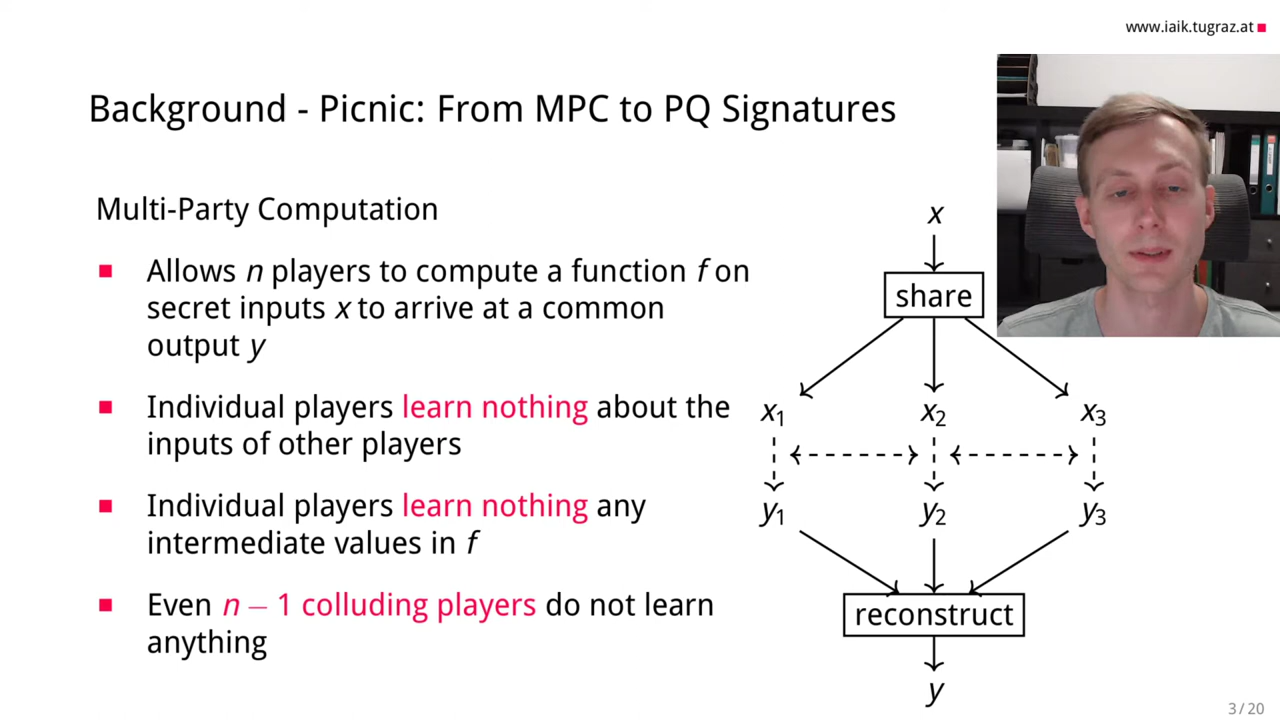 www.iaik.tugraz.at
Background - Picnic: From MPC to PQ Signatures
Multi-Party Computation
Allows n players to compute a function f on
secret inputs x to arrive at a common
output y
Individual players learn nothing about the
inputs of other players
Individual players learn nothing any
intermediate values in f
Even n − 1 colluding players do not learn
anything
x
share
x₁ x₂ x₃
y₁ y₂ y₃
reconstruct
y
3 / 20